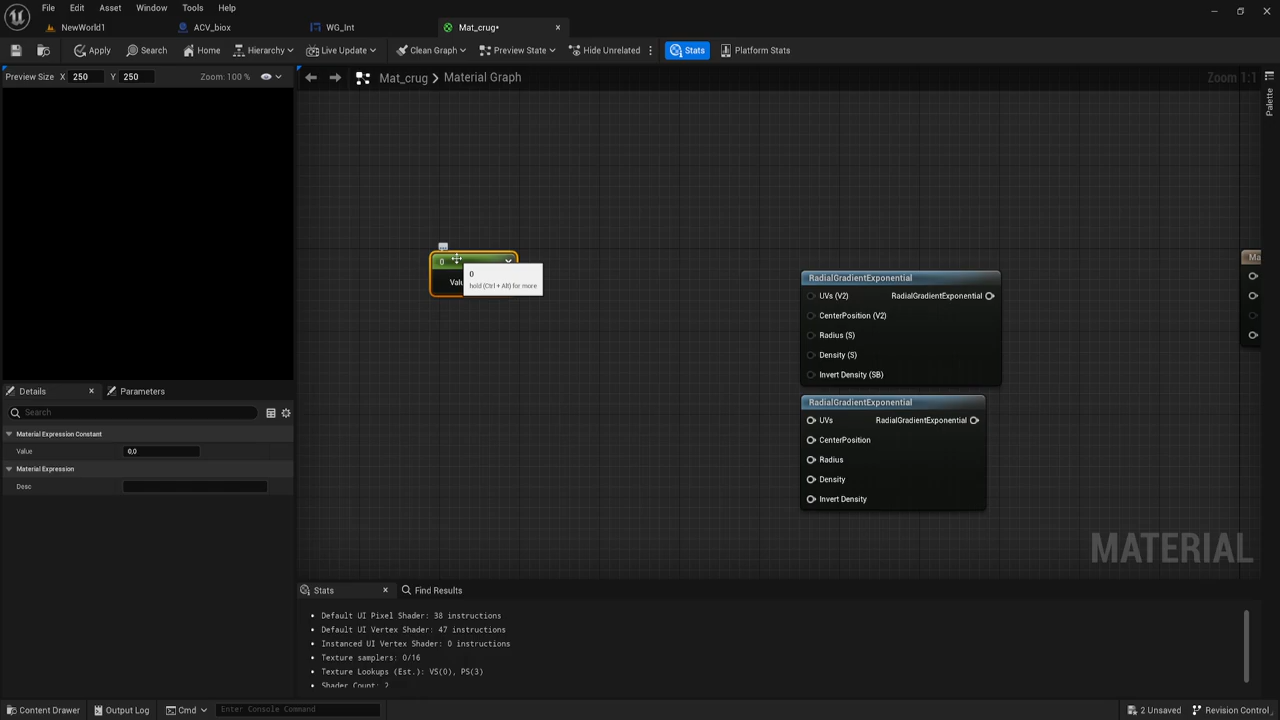 File Edit Asset Window Tools Help
NewWorld1 ACV_biox WG_Int Mat_crug•
Apply Search Home Hierarchy Live Update Clean Graph Preview State Hide Unrelated Stats Platform Stats
Preview Size X 250 Y 250 Zoom: 100 %
Mat_crug Material Graph
Zoom 1:1
Palette
0
Valu
0
hold (Ctrl + Alt) for more
RadialGradientExponential
UVs (V2) RadialGradientExponential
CenterPosition (V2)
Radius (S)
Density (S)
Invert Density (SB)
RadialGradientExponential
UVs RadialGradientExponential
CenterPosition
Radius
Density
Invert Density
Ma
MATERIAL
Details Parameters
Search
Material Expression Constant
Value 0,0
Material Expression
Desc
Stats Find Results
• Default UI Pixel Shader: 38 instructions
• Default UI Vertex Shader: 47 instructions
• Instanced UI Vertex Shader: 0 instructions
• Texture samplers: 0/16
• Texture Lookups (Est.): VS(0), PS(3)
• Shader Count: 2
Content Drawer Output Log Cmd Enter Console Command 2 Unsaved Revision Control